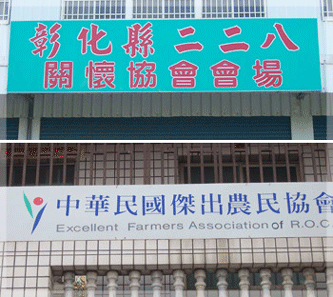 彰化縣二二八
關懷協會會場
中華民國傑出農民協會
Excellent Farmers Association of R.O.C